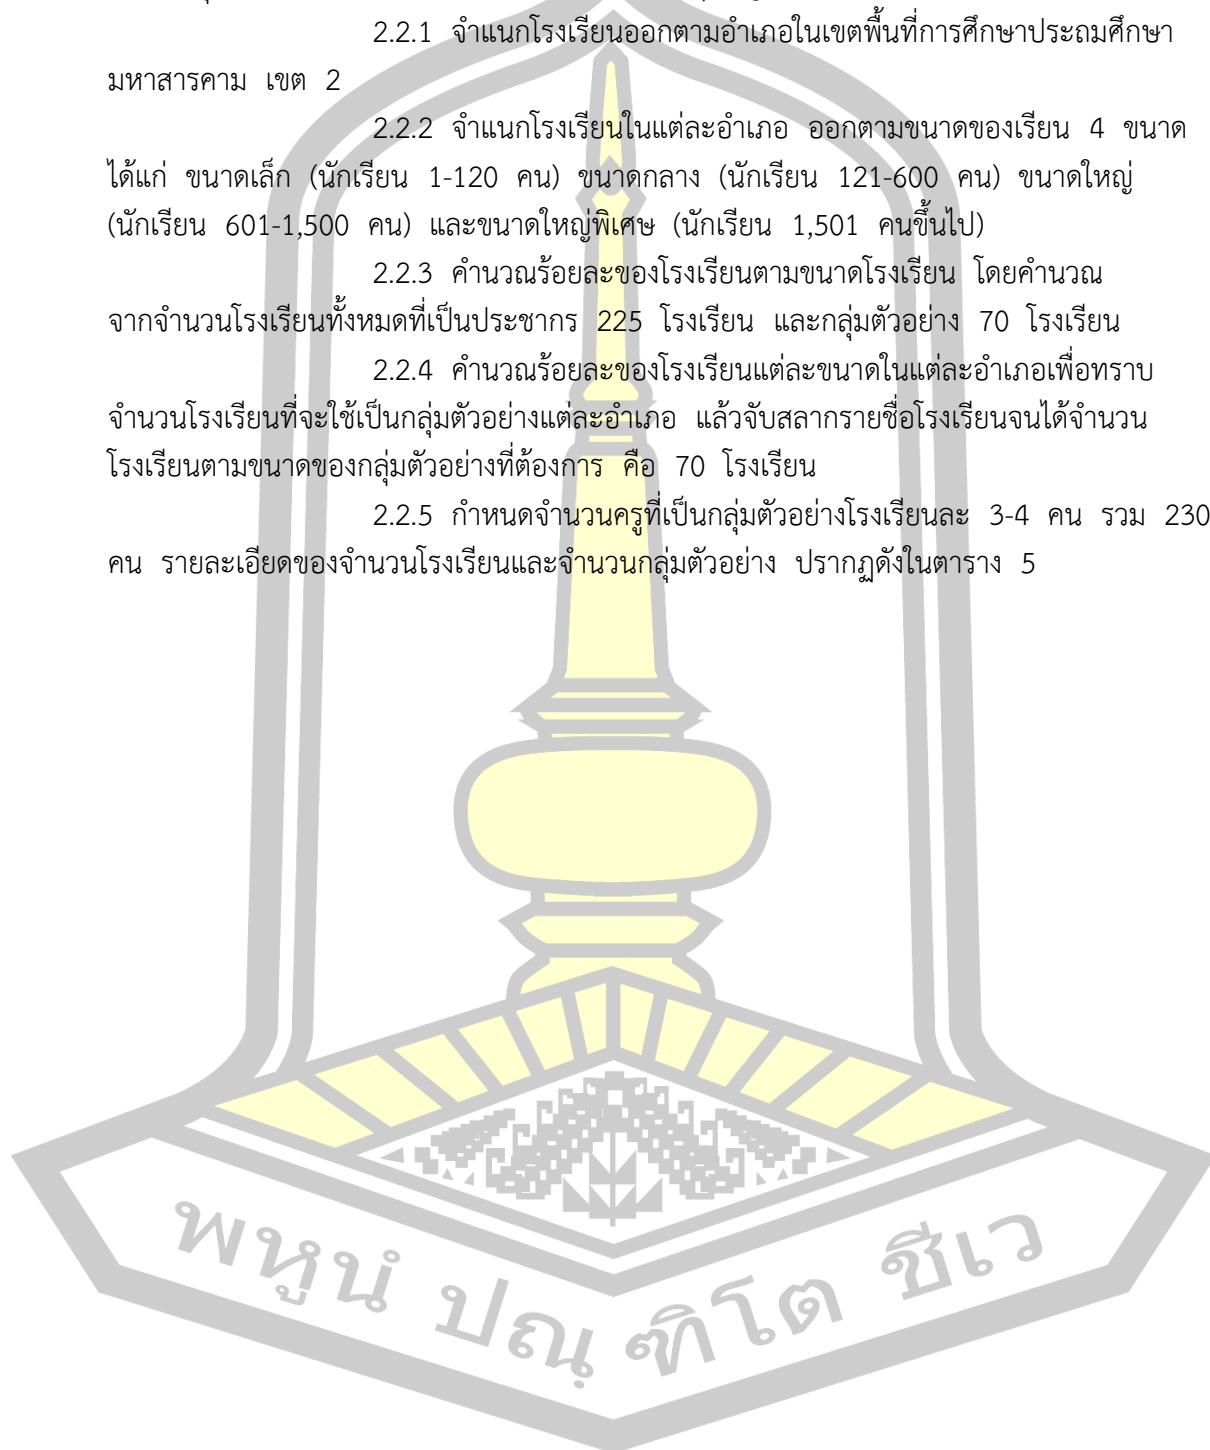 2.2.1 จำแนกโรงเรียนออกตามอำเภอในเขตพื้นที่การศึกษาประถมศึกษา
มหาสารคาม เขต 2
2.2.2 จำแนกโรงเรียนในแต่ละอำเภอ ออกตามขนาดของเรียน 4 ขนาด
ได้แก่ ขนาดเล็ก (นักเรียน 1-120 คน) ขนาดกลาง (นักเรียน 121-600 คน) ขนาดใหญ่
(นักเรียน 601-1,500 คน) และขนาดใหญ่พิเศษ (นักเรียน 1,501 คนขึ้นไป)
2.2.3 คำนวณร้อยละของโรงเรียนตามขนาดโรงเรียน โดยคำนวณ
จากจำนวนโรงเรียนทั้งหมดที่เป็นประชากร 225 โรงเรียน และกลุ่มตัวอย่าง 70 โรงเรียน
2.2.4 คำนวณร้อยละของโรงเรียนแต่ละขนาดในแต่ละอำเภอเพื่อทราบ
จำนวนโรงเรียนที่จะใช้เป็นกลุ่มตัวอย่างแต่ละอำเภอ แล้วจับสลากรายชื่อโรงเรียนจนได้จำนวน
โรงเรียนตามขนาดของกลุ่มตัวอย่างที่ต้องการ คือ 70 โรงเรียน
2.2.5 กำหนดจำนวนครูที่เป็นกลุ่มตัวอย่างโรงเรียนละ 3-4 คน รวม 230
คน รายละเอียดของจำนวนโรงเรียนและจำนวนกลุ่มตัวอย่าง ปรากฏดังในตาราง 5
พหูนํ ปณฺฑิโต ชีเว